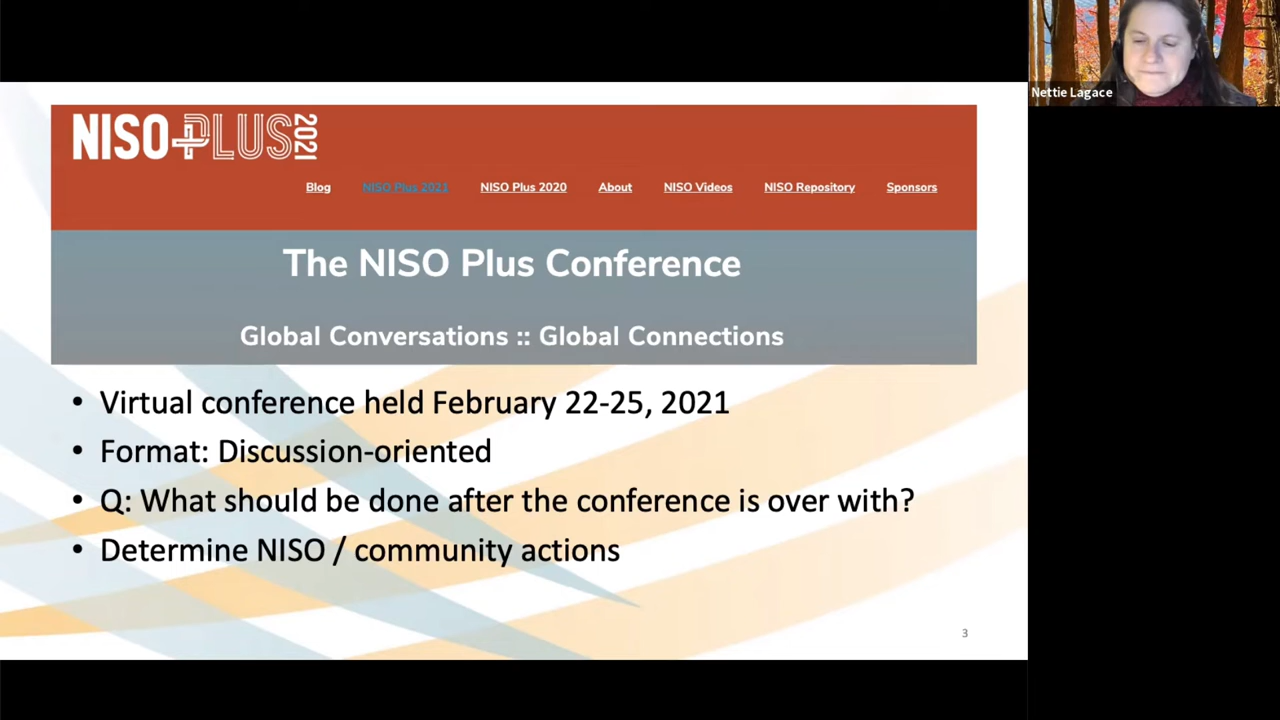 NISO PLUS 2021
Blog NISO Plus 2021 NISO Plus 2020 About NISO Videos NISO Repository Sponsors
The NISO Plus Conference
Global Conversations :: Global Connections
• Virtual conference held February 22-25, 2021
• Format: Discussion-oriented
• Q: What should be done after the conference is over with?
• Determine NISO / community actions
3
Nettie Lagace